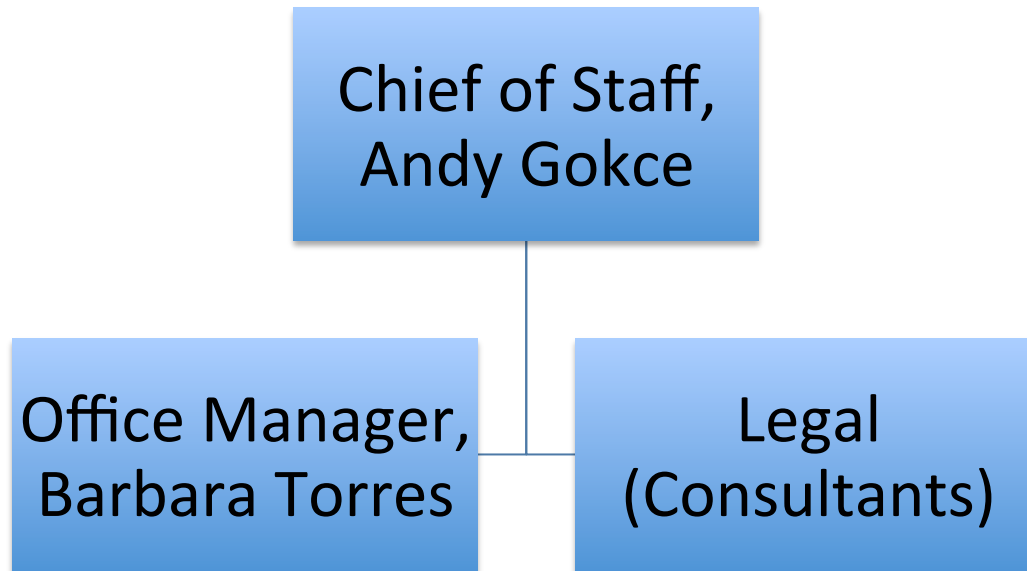 Chief of Staff,
Andy Gokce
Office Manager,
Barbara Torres
Legal
(Consultants)